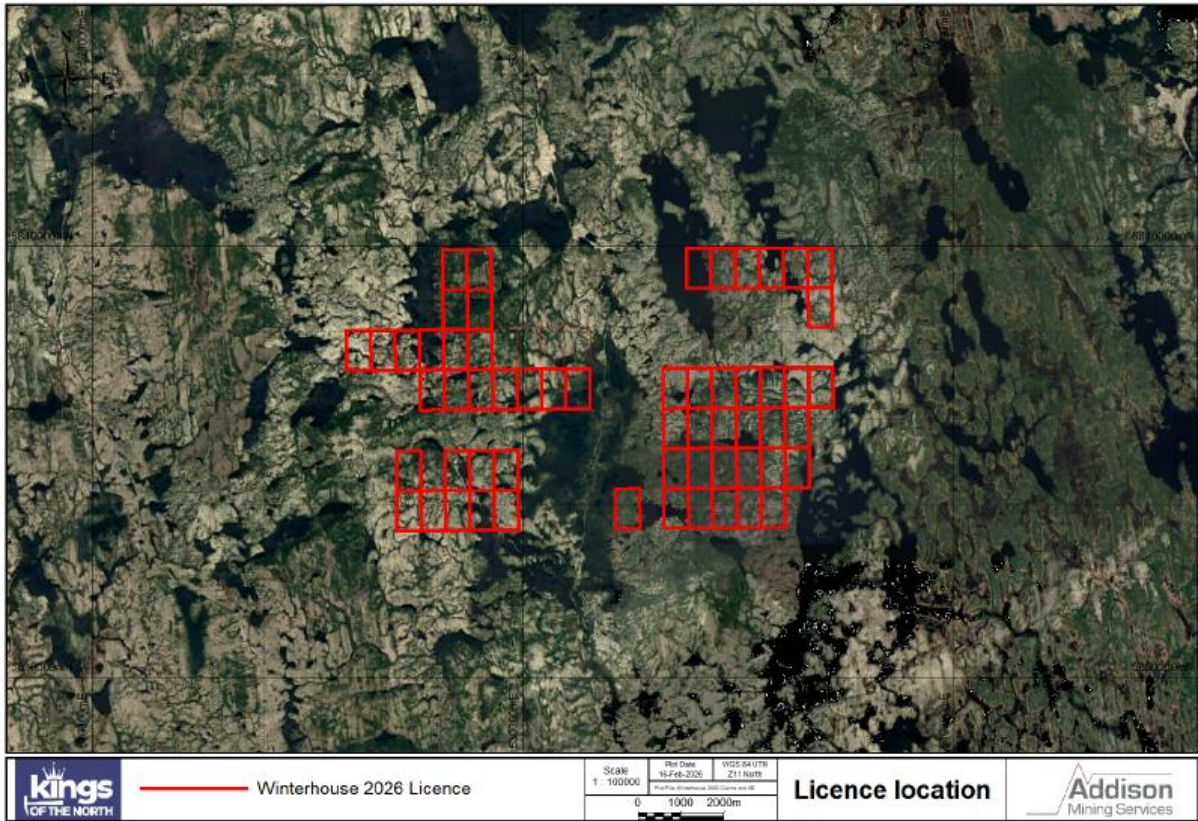 N
W
E
kings
OF THE NORTH
Winterhouse 2026 Licence
Scale
1 : 100000
Plot Date
16-Feb-2026
WGS 84 UTM
Z11 North
0 1000 2000m
Licence location
Addison
Mining Services